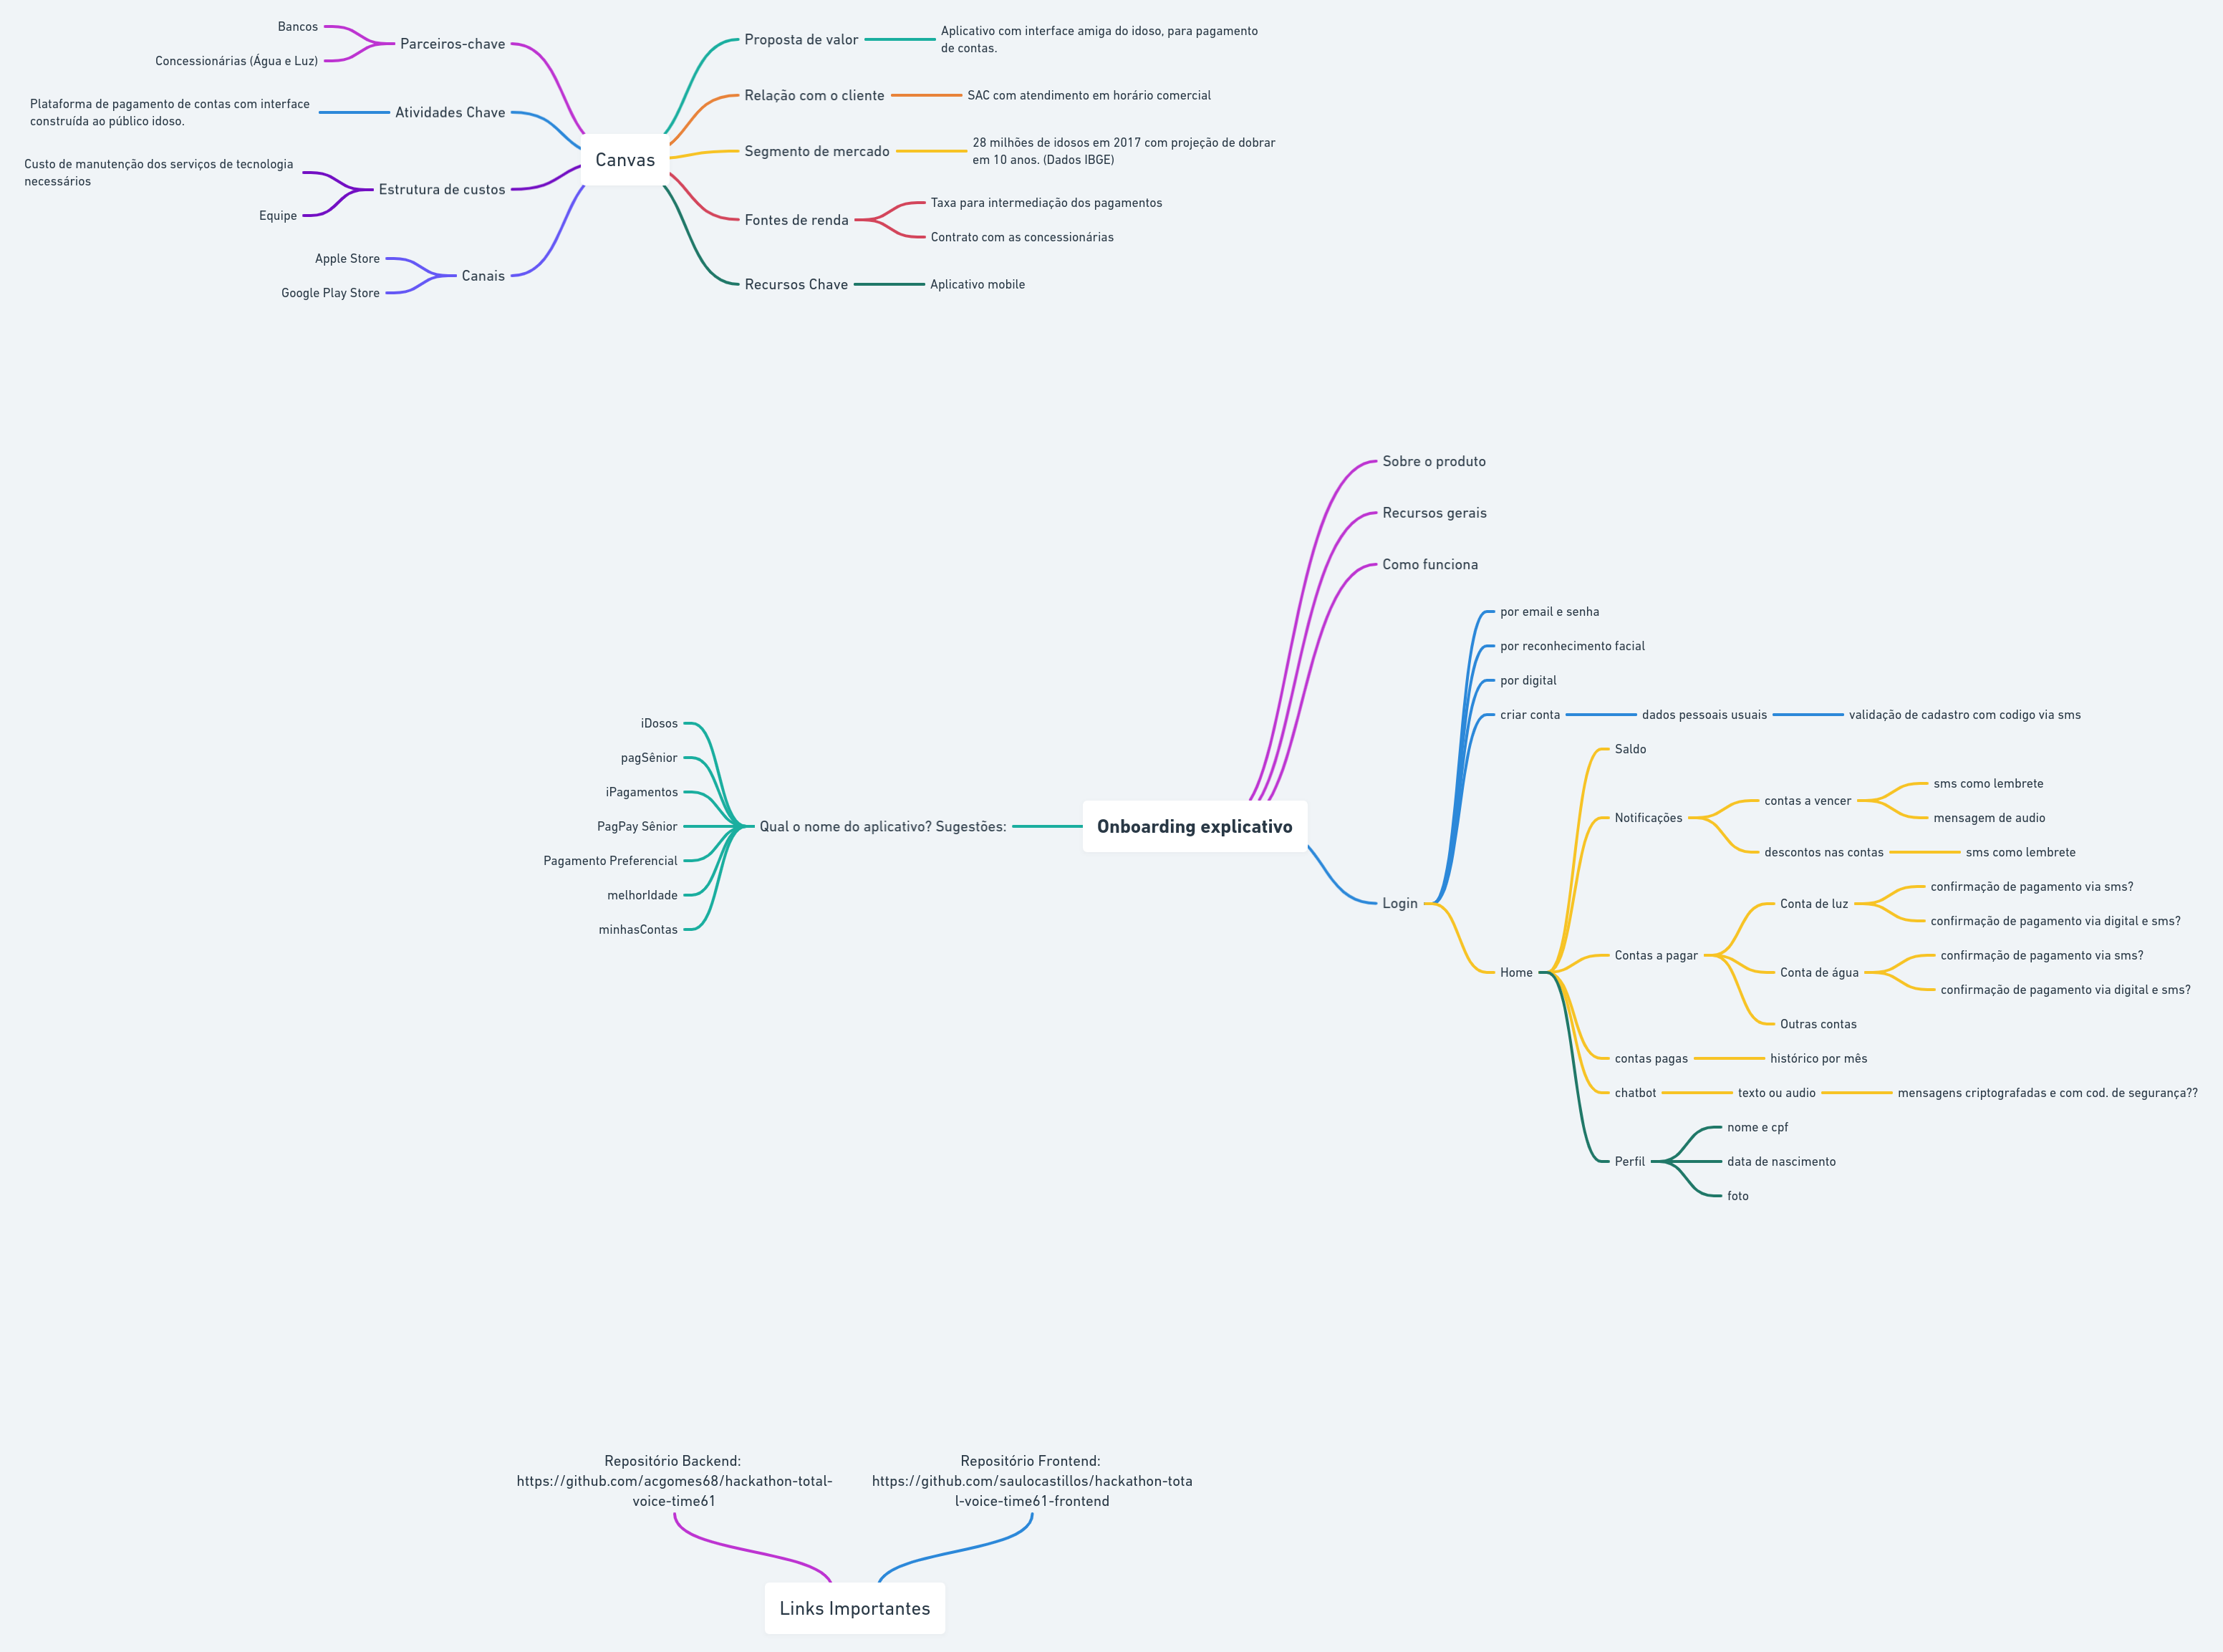 Bancos
Parceiros-chave
Concessionárias (Água e Luz)
Plataforma de pagamento de contas com interface
construída ao público idoso.
Atividades Chave
Custo de manutenção dos serviços de tecnologia
necessários
Estrutura de custos
Equipe
Apple Store
Canais
Google Play Store
Canvas
Proposta de valor
Aplicativo com interface amiga do idoso, para pagamento
de contas.
Relação com o cliente
SAC com atendimento em horário comercial
Segmento de mercado
28 milhões de idosos em 2017 com projeção de dobrar
em 10 anos. (Dados IBGE)
Fontes de renda
Taxa para intermediação dos pagamentos
Contrato com as concessionárias
Recursos Chave
Aplicativo mobile
Sobre o produto
Recursos gerais
Como funciona
iDosos
pagSênior
iPagamentos
PagPay Sênior
Pagamento Preferencial
melhorIdade
minhasContas
Qual o nome do aplicativo? Sugestões:
Onboarding explicativo
Login
por email e senha
por reconhecimento facial
por digital
criar conta
dados pessoais usuais
validação de cadastro com codigo via sms
Home
Saldo
Notificações
contas a vencer
sms como lembrete
mensagem de audio
descontos nas contas
sms como lembrete
Contas a pagar
Conta de luz
confirmação de pagamento via sms?
confirmação de pagamento via digital e sms?
Conta de água
confirmação de pagamento via sms?
confirmação de pagamento via digital e sms?
Outras contas
contas pagas
histórico por mês
chatbot
texto ou audio
mensagens criptografadas e com cod. de segurança??
Perfil
nome e cpf
data de nascimento
foto
Repositório Backend:
https://github.com/acgomes68/hackathon-total-
voice-time61
Repositório Frontend:
https://github.com/saulocastillos/hackathon-tota
l-voice-time61-frontend
Links Importantes